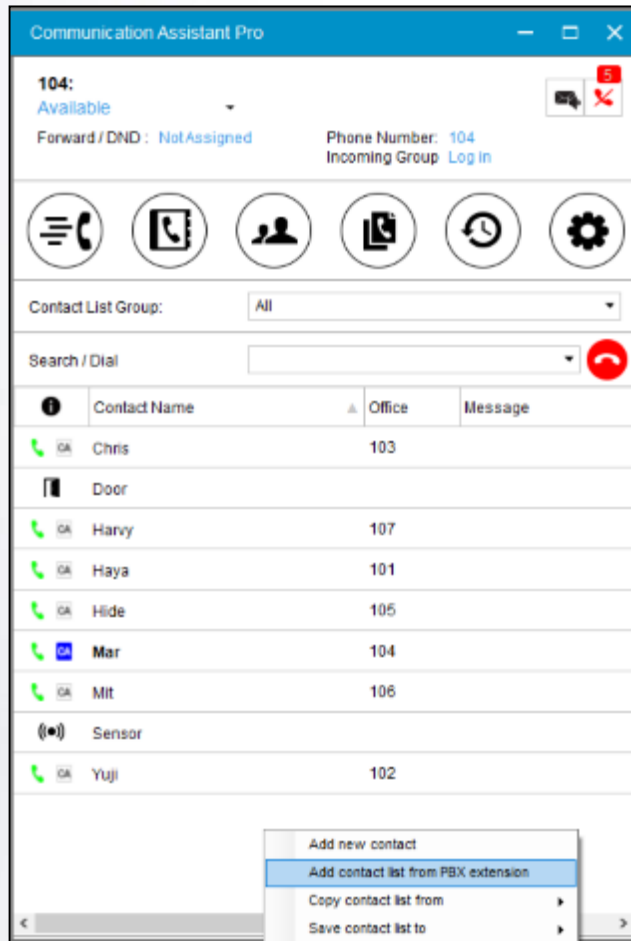 Communication Assistant Pro
104:
5
Available
Forward / DND : Not Assigned
Phone Number: 104
Incoming Group Log in
Contact List Group: All
Search / Dial
Contact Name Office Message
CA Chris 103
Door
CA Harvy 107
CA Haya 101
CA Hide 105
CA Mar 104
CA Mit 106
Sensor
CA Yuji 102
Add new contact
Add contact list from PBX extension
Copy contact list from
Save contact list to